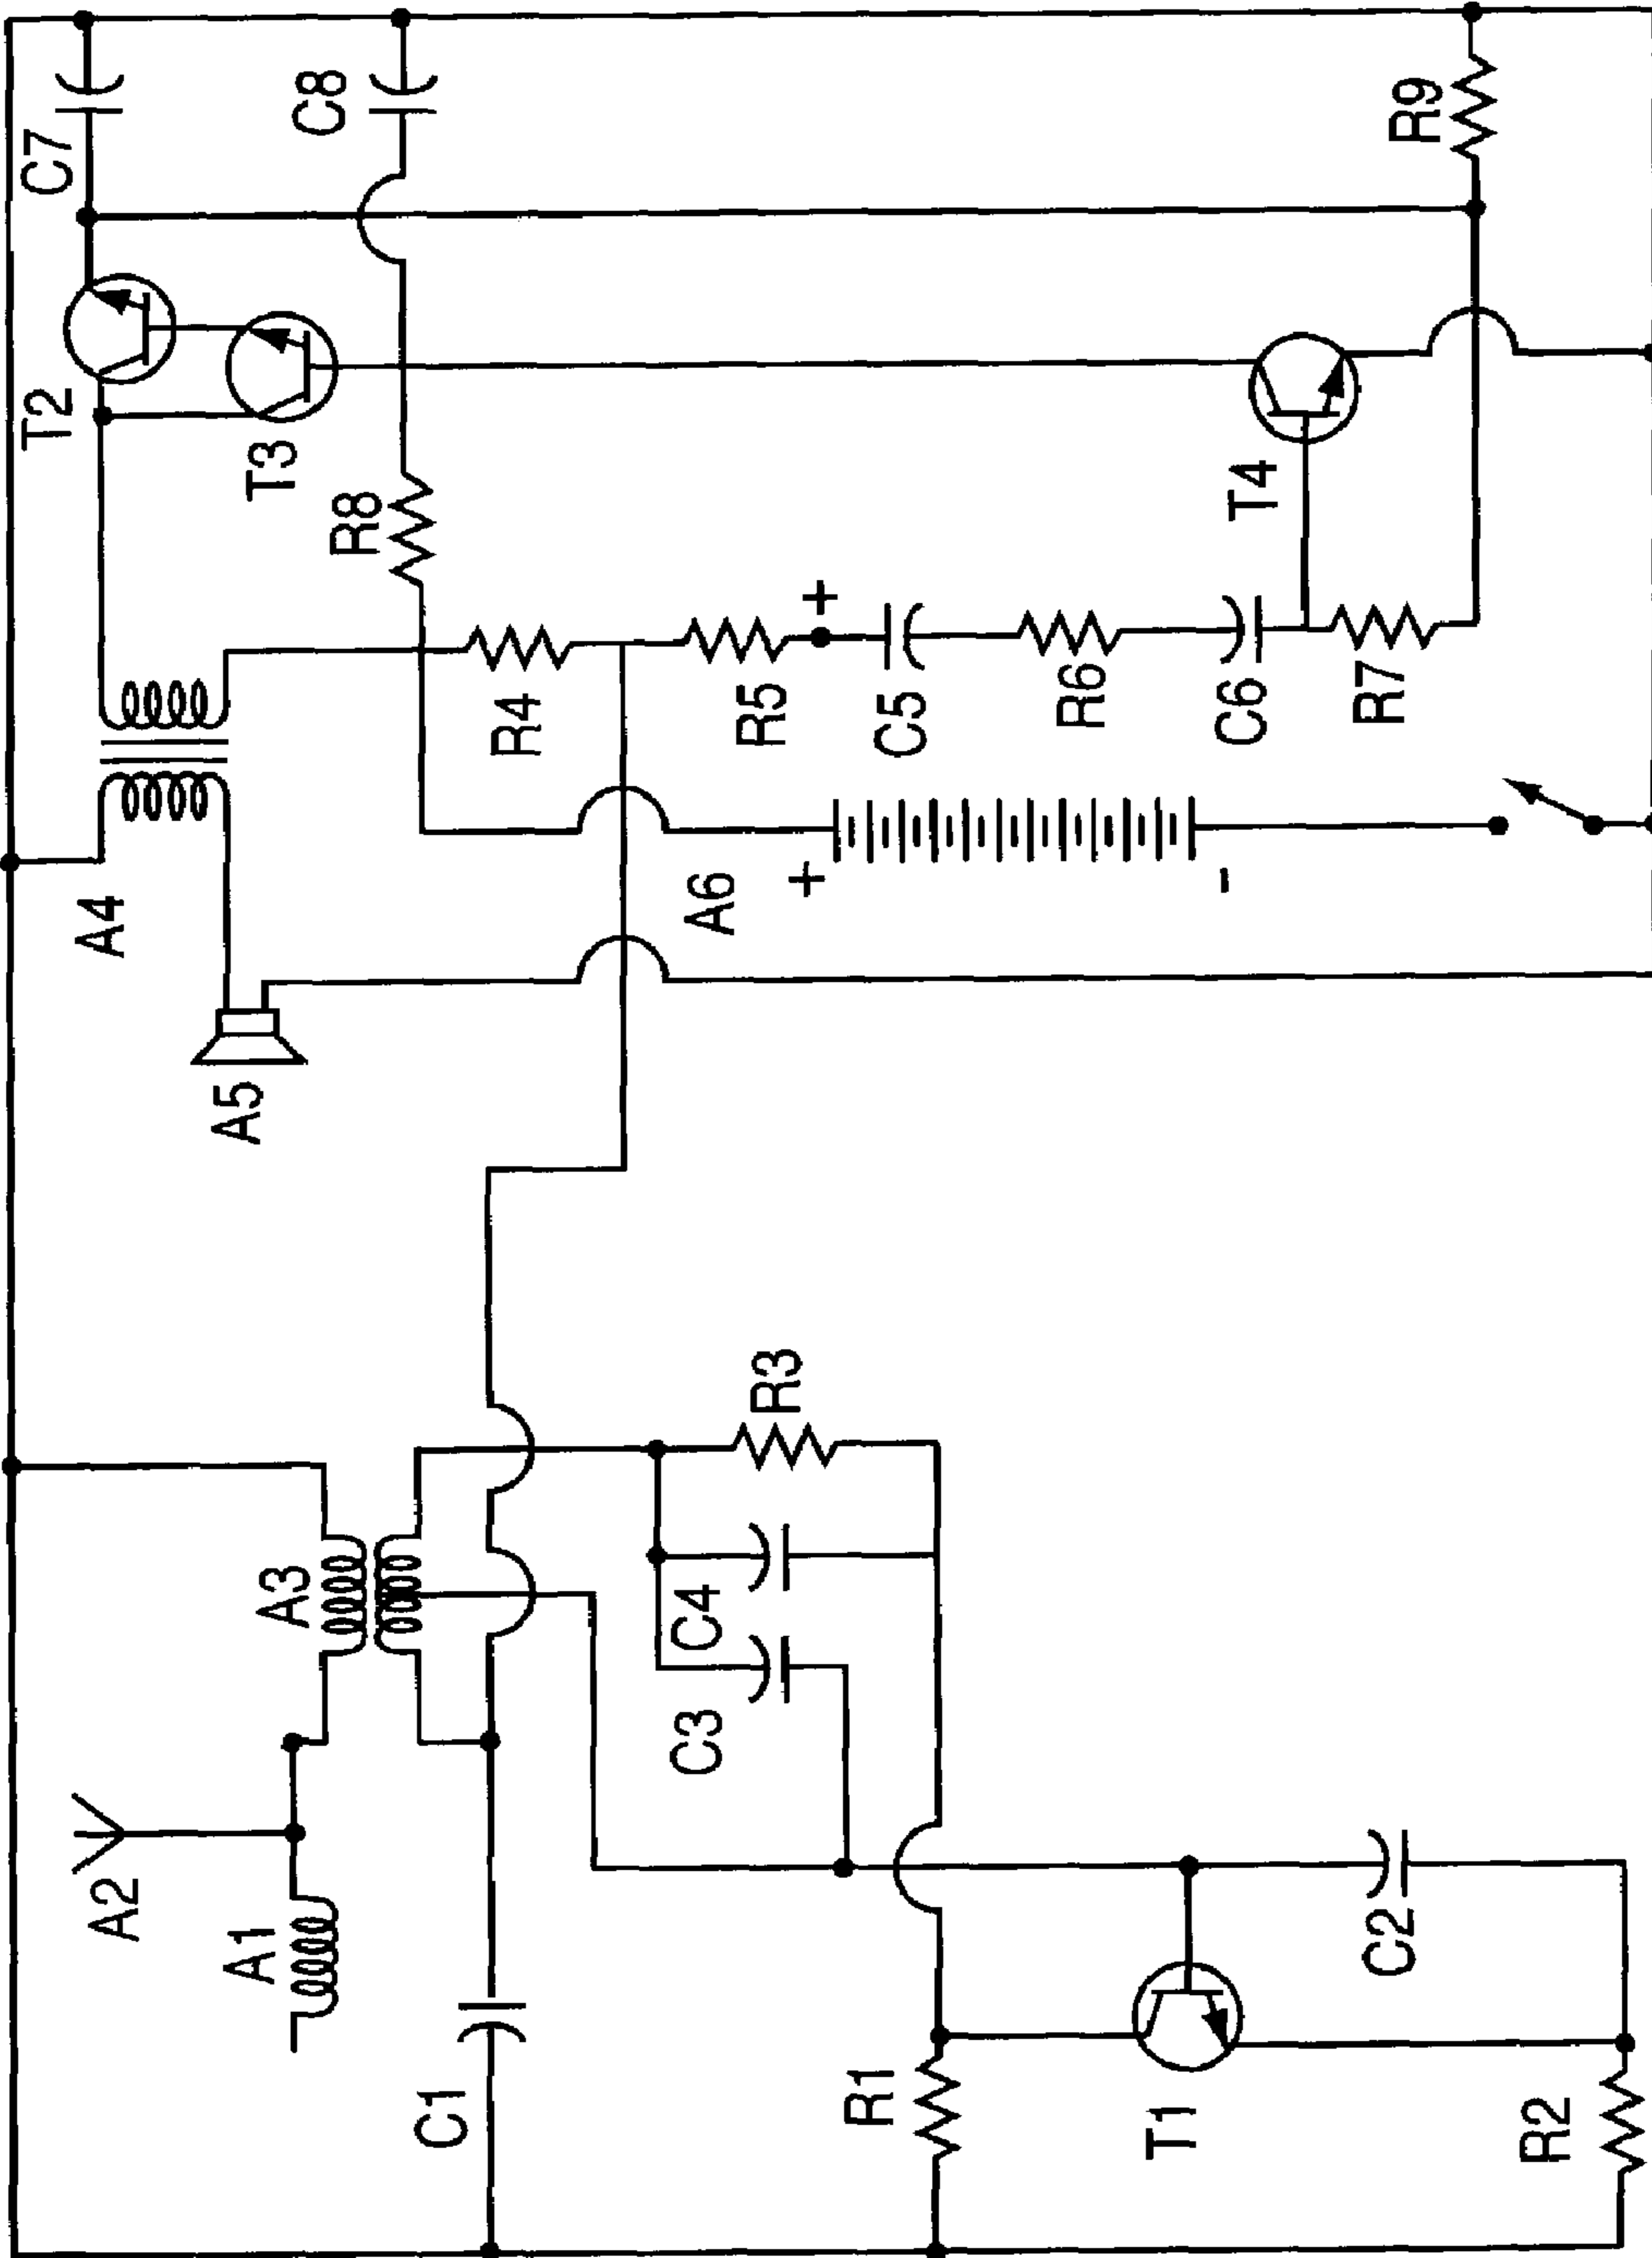 C7
C8
T2
T3
R8
R9
T4
A4
R4
R5
+
C5
R6
C6
R7
A5
A6
+
-
A3
R3
C4
C3
A2
A1
C1
R1
T1
C2
R2